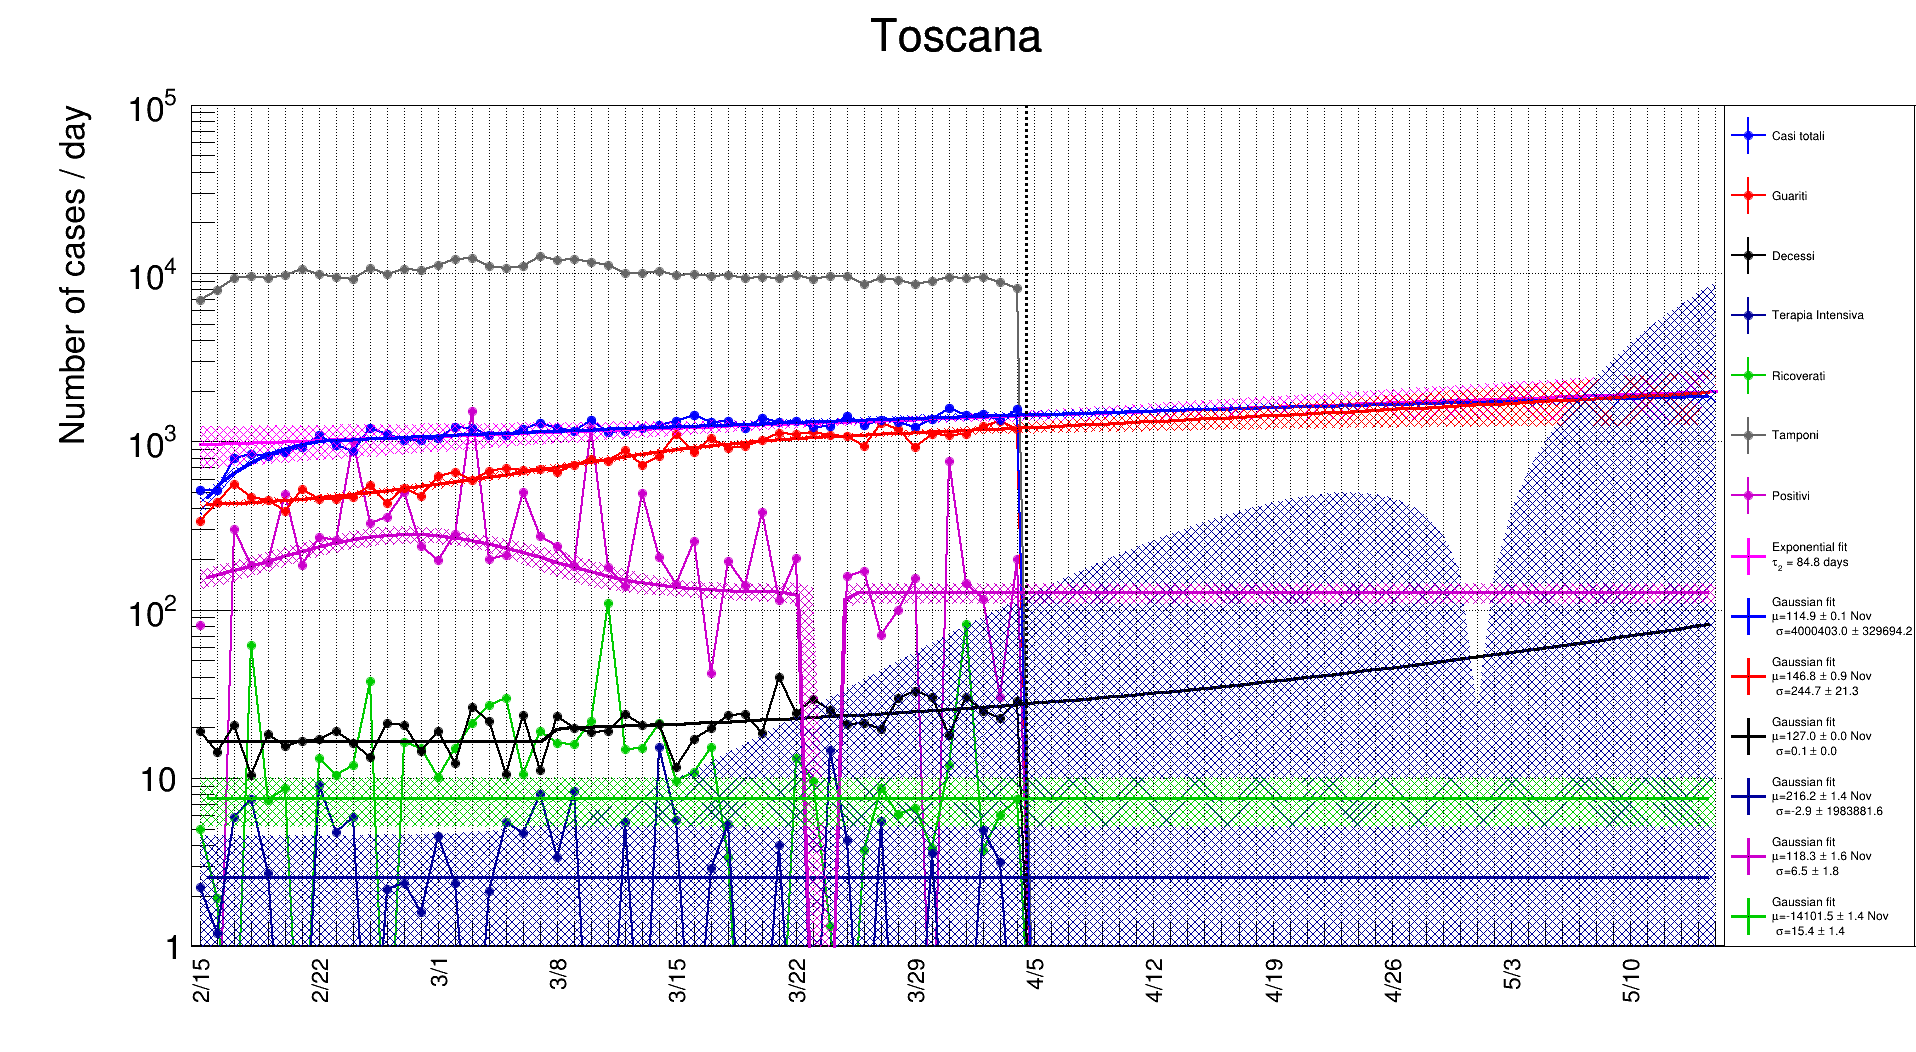 Toscana
Number of cases / day
10^5
10^4
10^3
10^2
10
1
2/15
2/22
3/1
3/8
3/15
3/22
3/29
4/5
4/12
4/19
4/26
5/3
5/10
Casi totali
Guariti
Decessi
Terapia Intensiva
Ricoverati
Tamponi
Positivi
Exponential fit
τ_2 = 84.8 days
Gaussian fit
μ=114.9 ± 0.1 Nov
σ=4000403.0 ± 329694.2
Gaussian fit
μ=146.8 ± 0.9 Nov
σ=244.7 ± 21.3
Gaussian fit
μ=127.0 ± 0.0 Nov
σ=0.1 ± 0.0
Gaussian fit
μ=216.2 ± 1.4 Nov
σ=-2.9 ± 1983881.6
Gaussian fit
μ=118.3 ± 1.6 Nov
σ=6.5 ± 1.8
Gaussian fit
μ=-14101.5 ± 1.4 Nov
σ=15.4 ± 1.4